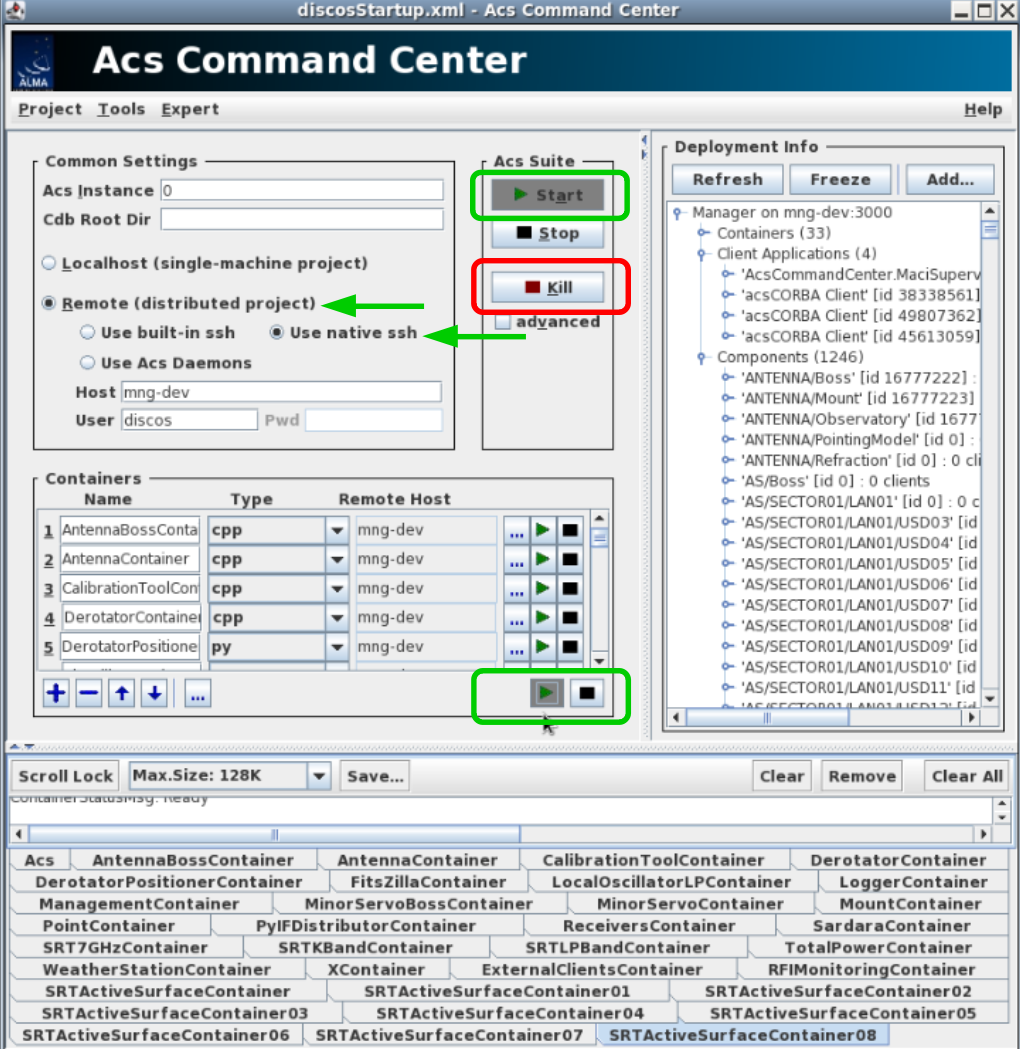 discosStartup.xml - Acs Command Center
ALMA
Acs Command Center
Project Tools Expert Help
Common Settings
Acs Instance 0
Cdb Root Dir
Localhost (single-machine project)
Remote (distributed project)
Use built-in ssh Use native ssh
Use Acs Daemons
Host mng-dev
User discos Pwd
Acs Suite
Start
Stop
Kill
advanced
Containers
Name Type Remote Host
1 AntennaBossConta cpp mng-dev ...
2 AntennaContainer cpp mng-dev ...
3 CalibrationToolCon cpp mng-dev ...
4 DerotatorContainer cpp mng-dev ...
5 DerotatorPositione py mng-dev ...
...
Deployment Info
Refresh Freeze Add...
Manager on mng-dev:3000
Containers (33)
Client Applications (4)
'AcsCommandCenter.MaciSuperv
'acsCORBA Client' [id 38338561]
'acsCORBA Client' [id 49807362]
'acsCORBA Client' [id 45613059]
Components (1246)
'ANTENNA/Boss' [id 16777222] :
'ANTENNA/Mount' [id 16777223]
'ANTENNA/Observatory' [id 1677
'ANTENNA/PointingModel' [id 0] :
'ANTENNA/Refraction' [id 0] : 0 cli
'AS/Boss' [id 0] : 0 clients
'AS/SECTOR01/LAN01' [id 0] : 0 c
'AS/SECTOR01/LAN01/USD03' [id
'AS/SECTOR01/LAN01/USD04' [id
'AS/SECTOR01/LAN01/USD05' [id
'AS/SECTOR01/LAN01/USD06' [id
'AS/SECTOR01/LAN01/USD07' [id
'AS/SECTOR01/LAN01/USD08' [id
'AS/SECTOR01/LAN01/USD09' [id
'AS/SECTOR01/LAN01/USD10' [id
'AS/SECTOR01/LAN01/USD11' [id
'AS/SECTOR01/LAN01/USD12' [id
Scroll Lock Max.Size: 128K Save... Clear Remove Clear All
ContainerStatusMsg: Ready
Acs AntennaBossContainer AntennaContainer CalibrationToolContainer DerotatorContainer
DerotatorPositionerContainer FitsZillaContainer LocalOscillatorLPContainer LoggerContainer
ManagementContainer MinorServoBossContainer MinorServoContainer MountContainer
PointContainer PyIFDistributorContainer ReceiversContainer SardaraContainer
SRT7GHzContainer SRTKBandContainer SRTLPBandContainer TotalPowerContainer
WeatherStationContainer XContainer ExternalClientsContainer RFIMonitoringContainer
SRTActiveSurfaceContainer SRTActiveSurfaceContainer01 SRTActiveSurfaceContainer02
SRTActiveSurfaceContainer03 SRTActiveSurfaceContainer04 SRTActiveSurfaceContainer05
SRTActiveSurfaceContainer06 SRTActiveSurfaceContainer07 SRTActiveSurfaceContainer08